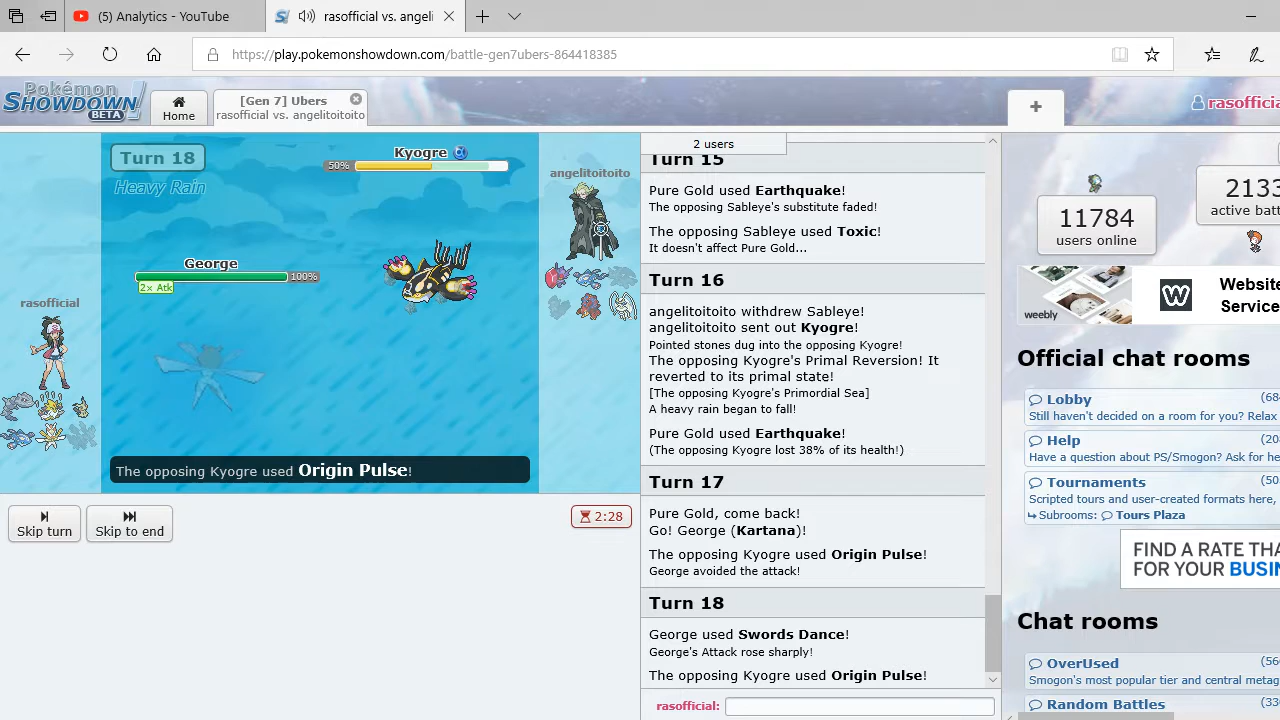 (5) Analytics - YouTube
rasofficial vs. angeli
https://play.pokemonshowdown.com/battle-gen7ubers-864418385
Pokémon
SHOWDOWN!
BETA
Home
[Gen 7] Ubers
rasofficial vs. angelitoitoito
rasofficia
Turn 18
Heavy Rain
Kyogre
50%
George
100%
2× Atk
rasofficial
angelitoitoito
The opposing Kyogre used Origin Pulse!
Skip turn
Skip to end
2:28
2 users
Turn 15
Pure Gold used Earthquake!
The opposing Sableye's substitute faded!
The opposing Sableye used Toxic!
It doesn't affect Pure Gold...
Turn 16
angelitoitoito withdrew Sableye!
angelitoitoito sent out Kyogre!
Pointed stones dug into the opposing Kyogre!
The opposing Kyogre's Primal Reversion! It
reverted to its primal state!
[The opposing Kyogre's Primordial Sea]
A heavy rain began to fall!
Pure Gold used Earthquake!
(The opposing Kyogre lost 38% of its health!)
Turn 17
Pure Gold, come back!
Go! George (Kartana)!
The opposing Kyogre used Origin Pulse!
George avoided the attack!
Turn 18
George used Swords Dance!
George's Attack rose sharply!
The opposing Kyogre used Origin Pulse!
rasofficial:
11784
users online
2133
active batt
weebly
W
Website
Service
Official chat rooms
Lobby
(684
Still haven't decided on a room for you? Relax
Help
(208
Have a question about PS/Smogon? Ask for he
Tournaments
(505
Scripted tours and user-created formats here,
Subrooms: Tours Plaza
FIND A RATE THA
FOR YOUR BUSIN
Chat rooms
OverUsed
(566
Smogon's most popular tier and central metag
Random Battles
(33